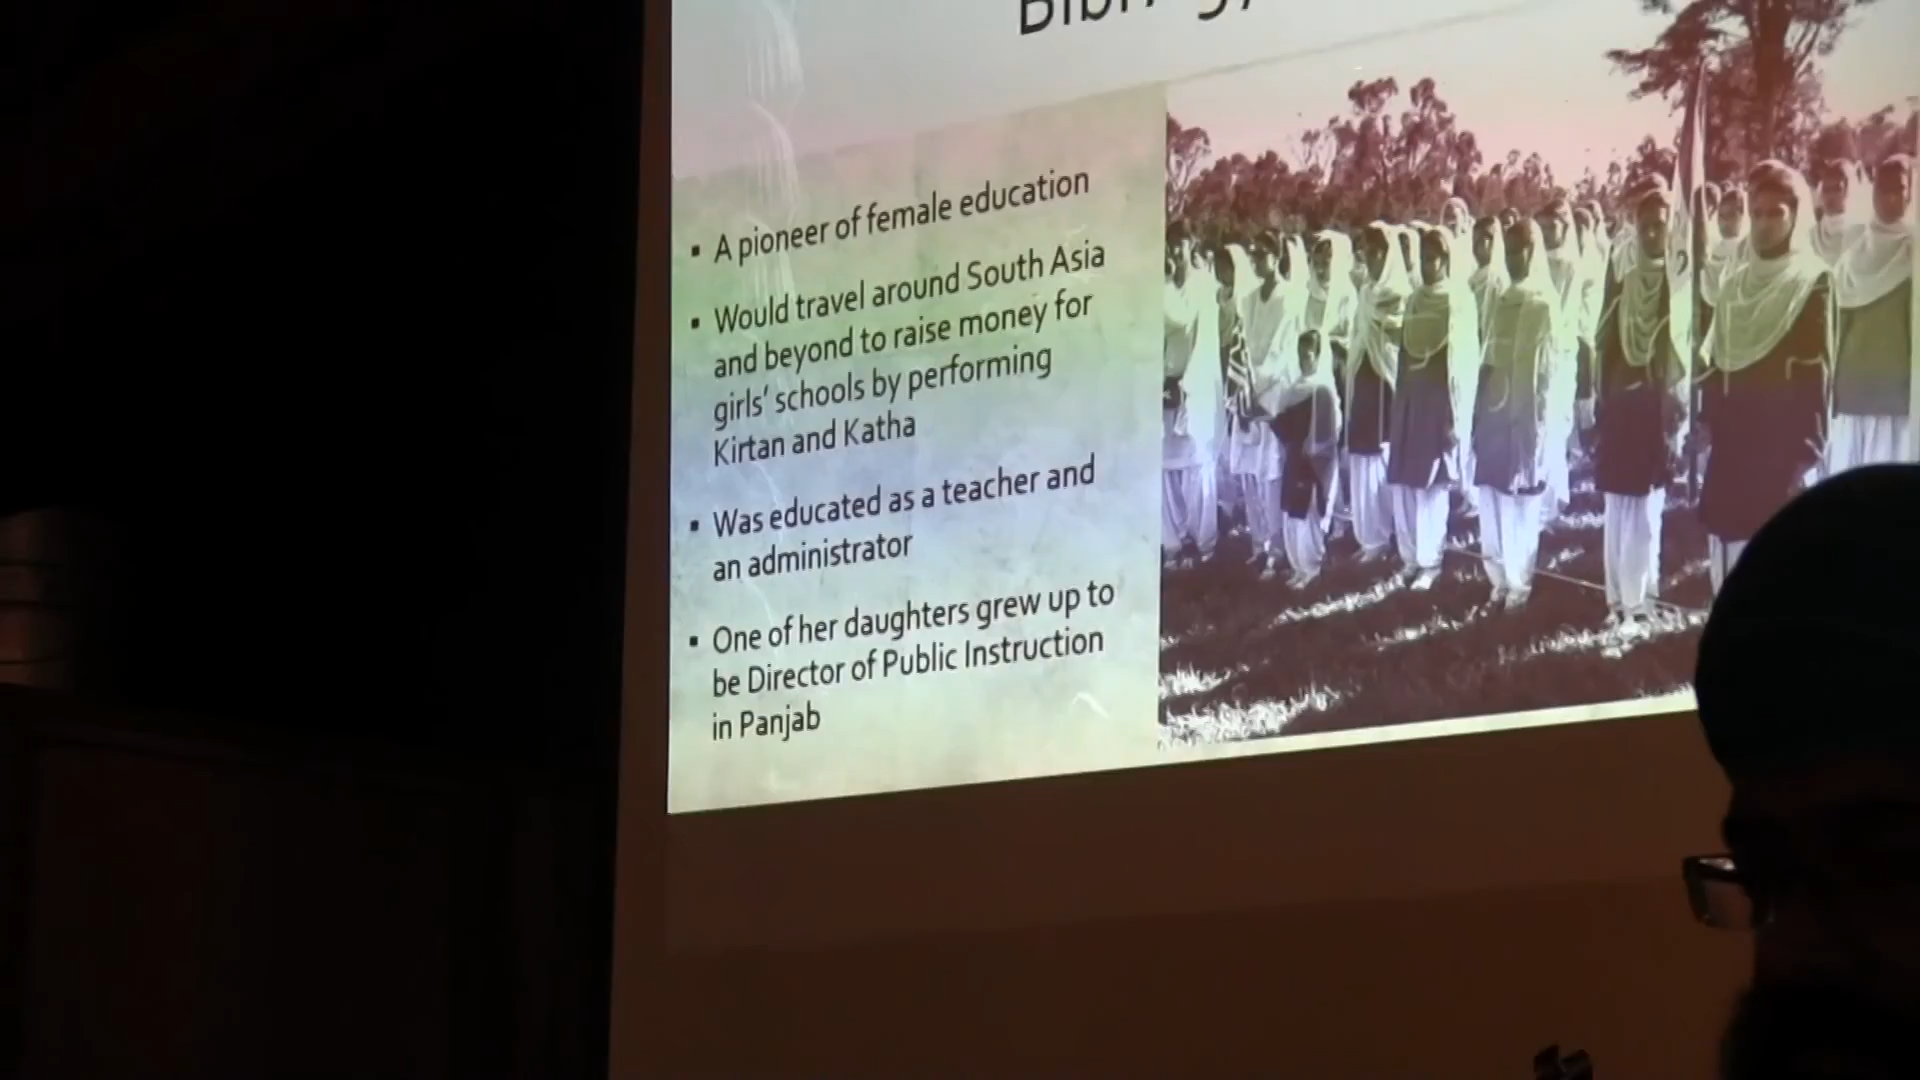 ▪ A pioneer of female education
▪ Would travel around South Asia
and beyond to raise money for
girls' schools by performing
Kirtan and Katha
▪ Was educated as a teacher and
an administrator
▪ One of her daughters grew up to
be Director of Public Instruction
in Panjab